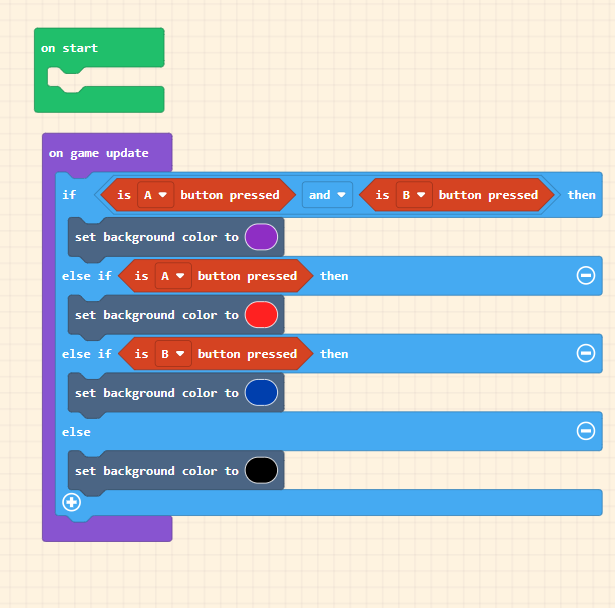 on start
on game update
if is A button pressed and is B button pressed then
set background color to
else if is A button pressed then
set background color to
else if is B button pressed then
set background color to
else
set background color to